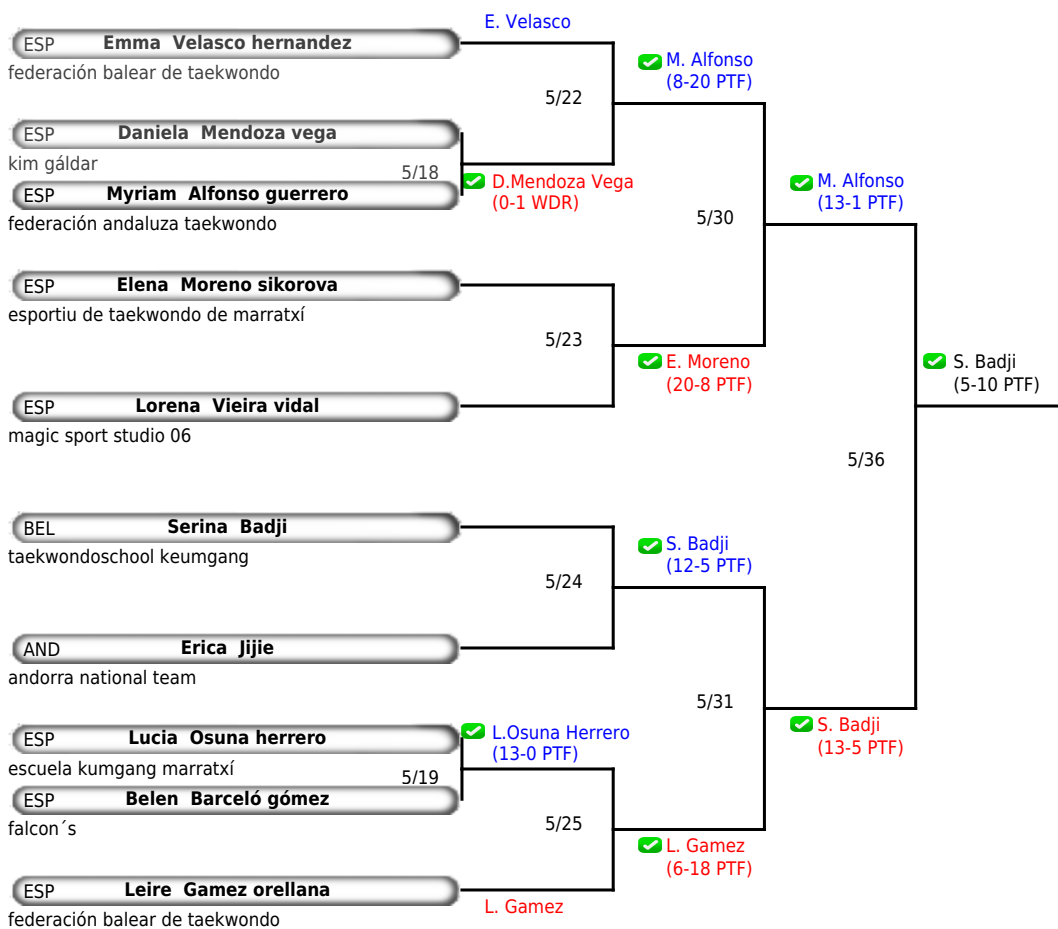 E. Velasco
ESP Emma Velasco hernandez
federación balear de taekwondo
M. Alfonso
(8-20 PTF)
5/22
ESP Daniela Mendoza vega
kim gáldar
5/18
D.Mendoza Vega
(0-1 WDR)
ESP Myriam Alfonso guerrero
federación andaluza taekwondo
M. Alfonso
(13-1 PTF)
5/30
ESP Elena Moreno sikorova
esportiu de taekwondo de marratxí
5/23
E. Moreno
(20-8 PTF)
S. Badji
(5-10 PTF)
ESP Lorena Vieira vidal
magic sport studio 06
5/36
BEL Serina Badji
taekwondoschool keumgang
S. Badji
(12-5 PTF)
5/24
AND Erica Jijie
andorra national team
5/31
S. Badji
(13-5 PTF)
ESP Lucia Osuna herrero
escuela kumgang marratxí
L.Osuna Herrero
(13-0 PTF)
5/19
ESP Belen Barceló gómez
falcon´s
5/25
L. Gamez
(6-18 PTF)
ESP Leire Gamez orellana
federación balear de taekwondo
L. Gamez